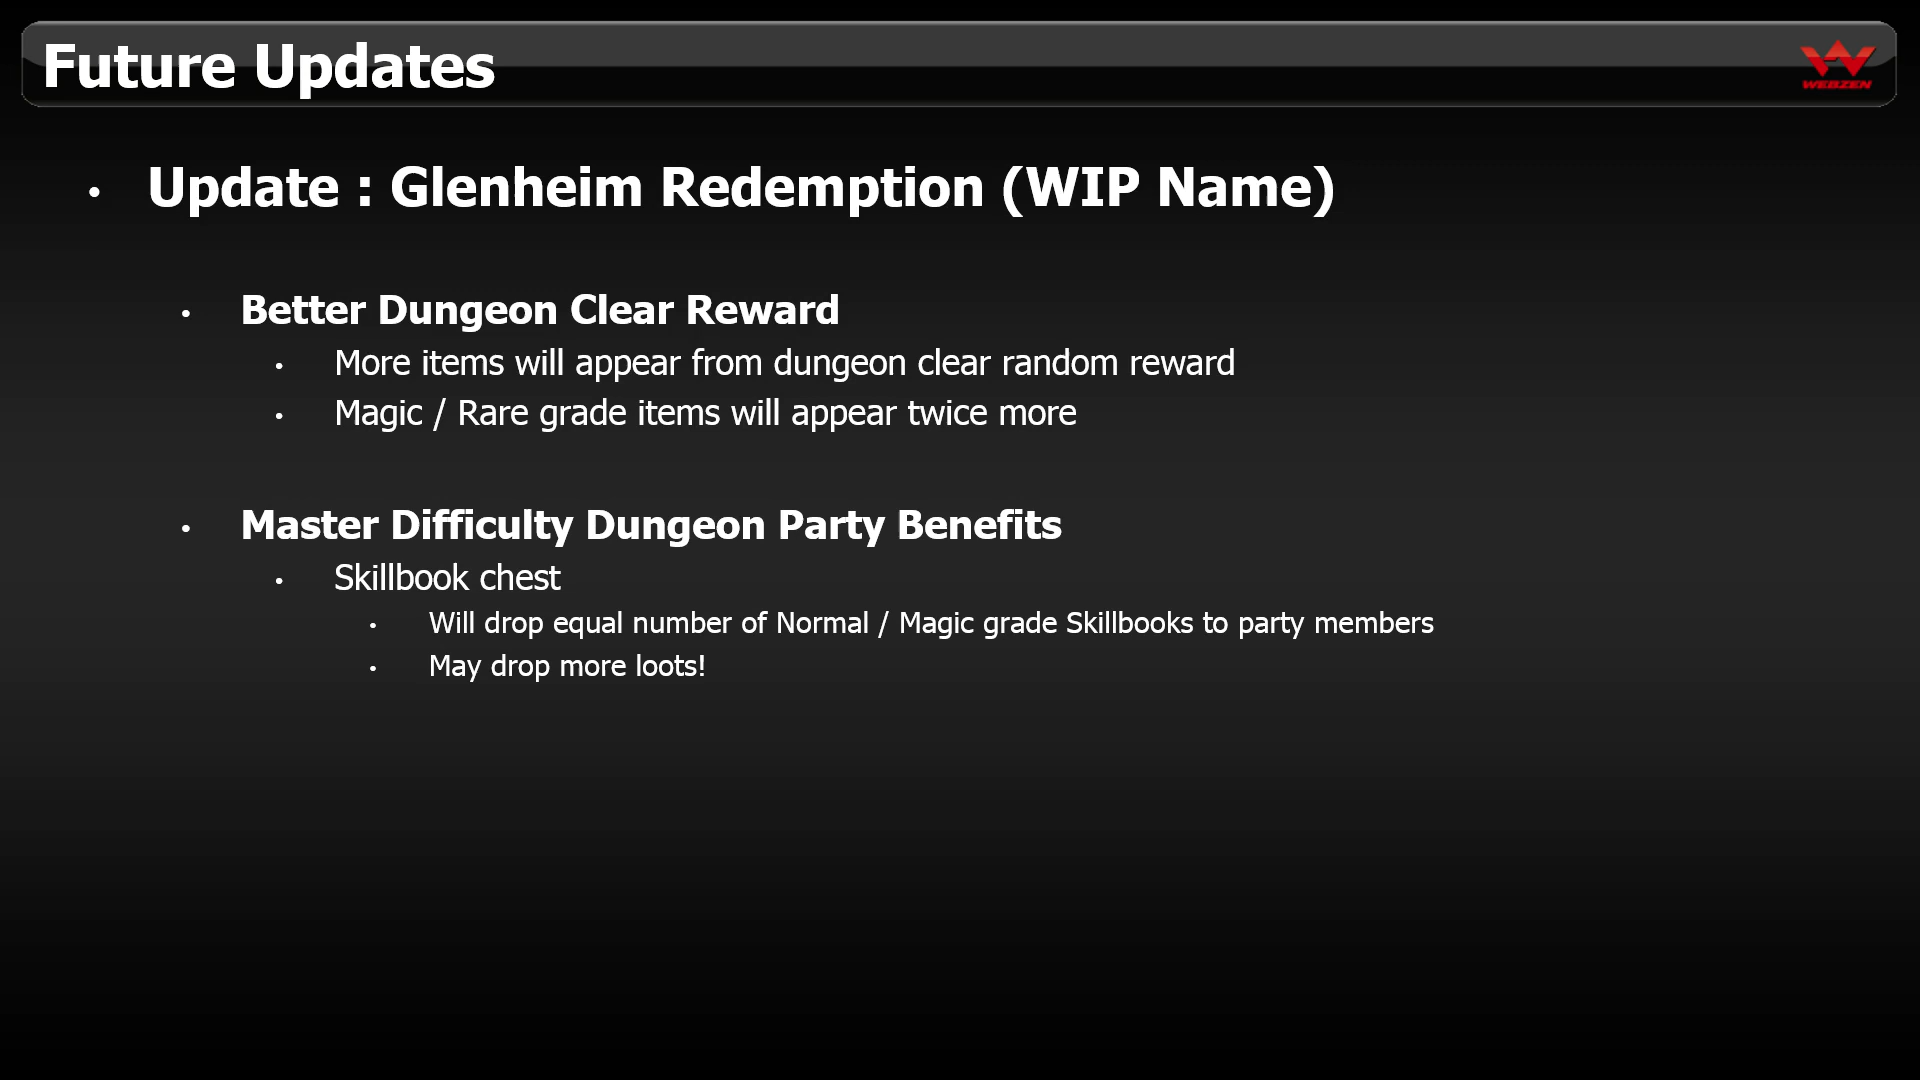 Future Updates
WEBZEN
• Update : Glenheim Redemption (WIP Name)
• Better Dungeon Clear Reward
• More items will appear from dungeon clear random reward
• Magic / Rare grade items will appear twice more
• Master Difficulty Dungeon Party Benefits
• Skillbook chest
• Will drop equal number of Normal / Magic grade Skillbooks to party members
• May drop more loots!